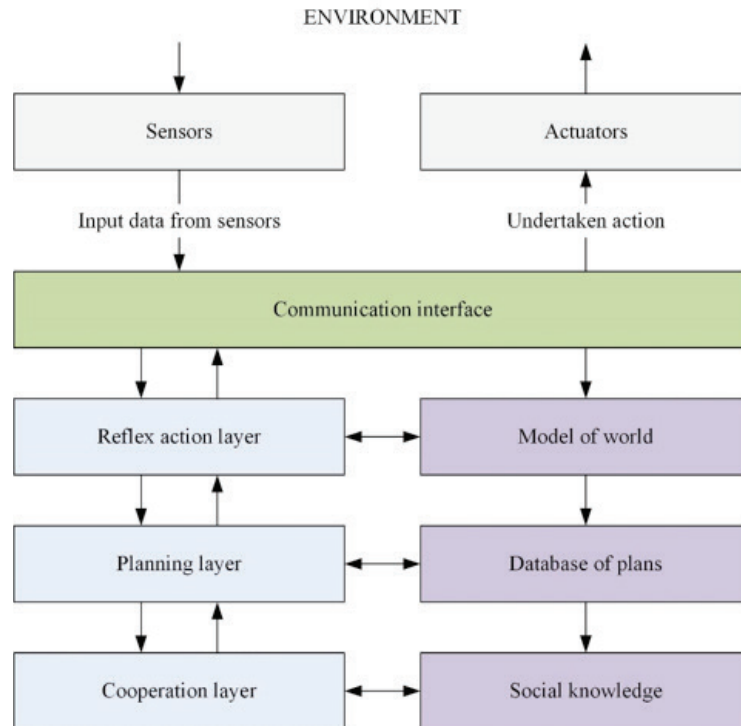 ENVIRONMENT
Sensors
Actuators
Input data from sensors
Undertaken action
Communication interface
Reflex action layer
Model of world
Planning layer
Database of plans
Cooperation layer
Social knowledge